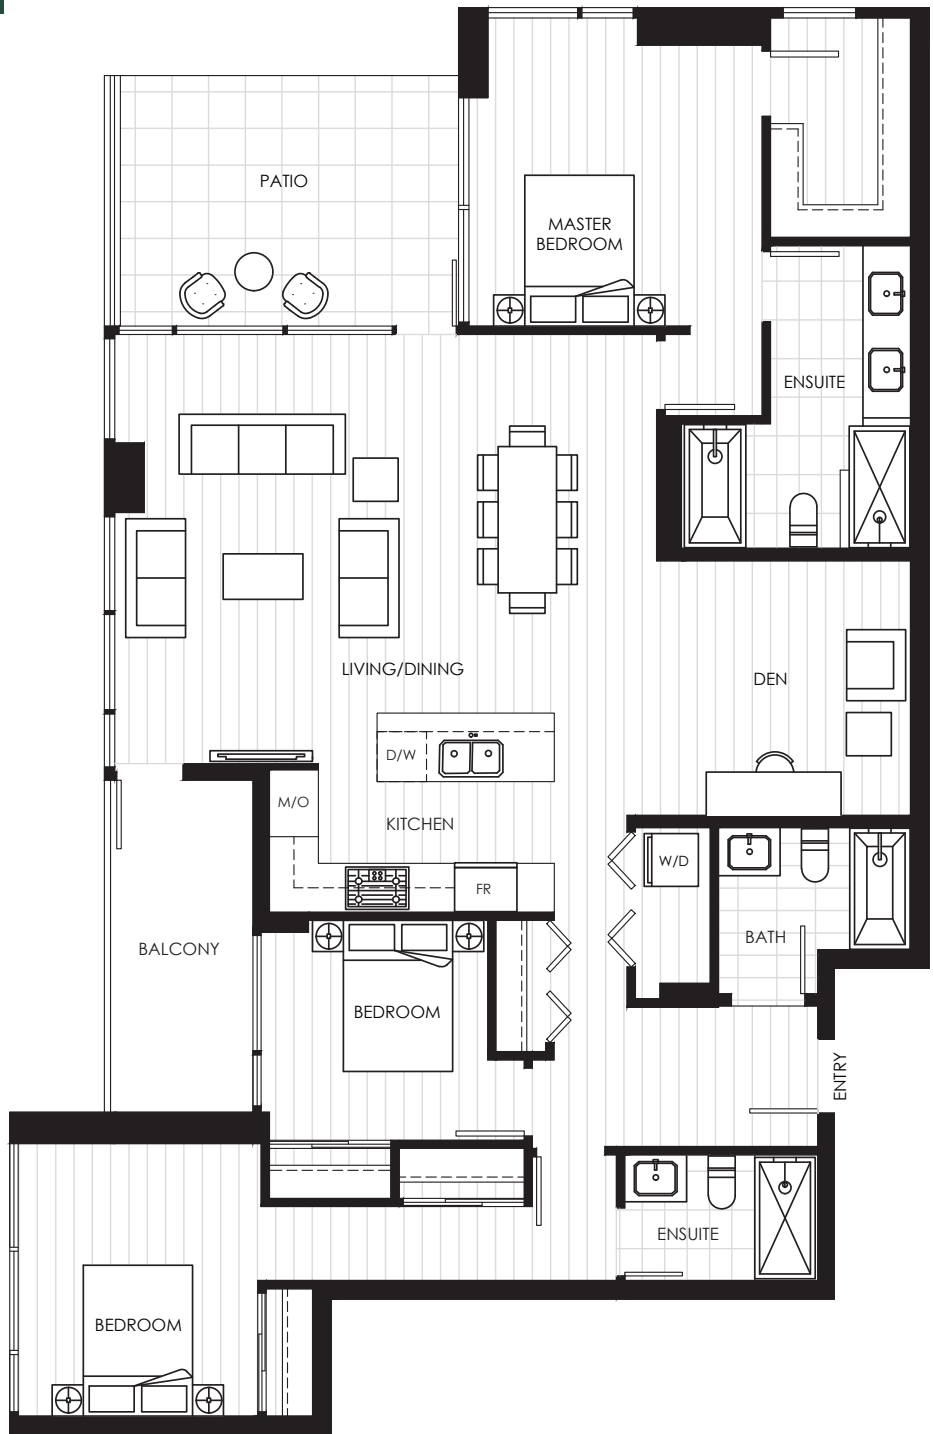 PATIO
MASTER
BEDROOM
ENSUITE
LIVING/DINING
DEN
D/W
M/O
KITCHEN
W/D
FR
BATH
BALCONY
BEDROOM
ENTRY
ENSUITE
BEDROOM